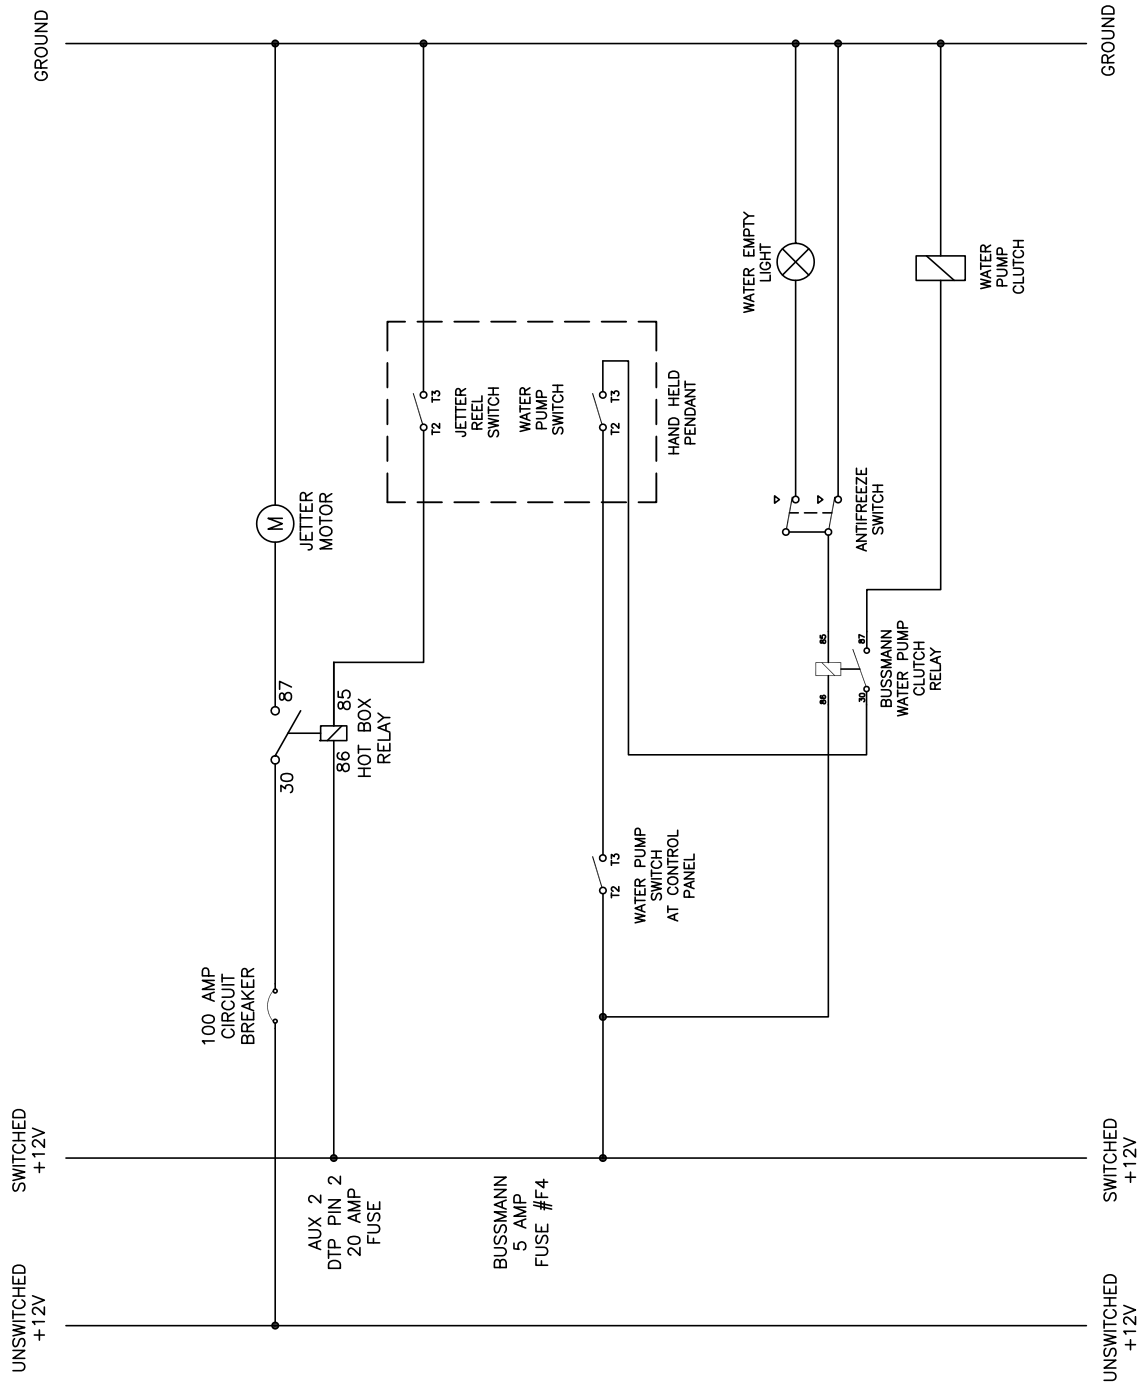 UNSWITCHED
+12V
SWITCHED
+12V
GROUND
100 AMP
CIRCUIT
BREAKER
30
87
JETTER
MOTOR
M
AUX 2
DTP PIN 2
20 AMP
FUSE
86
85
HOT BOX
RELAY
T2
T3
JETTER
REEL
SWITCH
BUSSMANN
5 AMP
FUSE #F4
T2
T3
WATER PUMP
SWITCH
AT CONTROL
PANEL
WATER
PUMP
SWITCH
T2
T3
HAND HELD
PENDANT
86
85
30
87
BUSSMANN
WATER PUMP
CLUTCH
RELAY
ANTIFREEZE
SWITCH
WATER EMPTY
LIGHT
WATER
PUMP
CLUTCH
UNSWITCHED
+12V
SWITCHED
+12V
GROUND